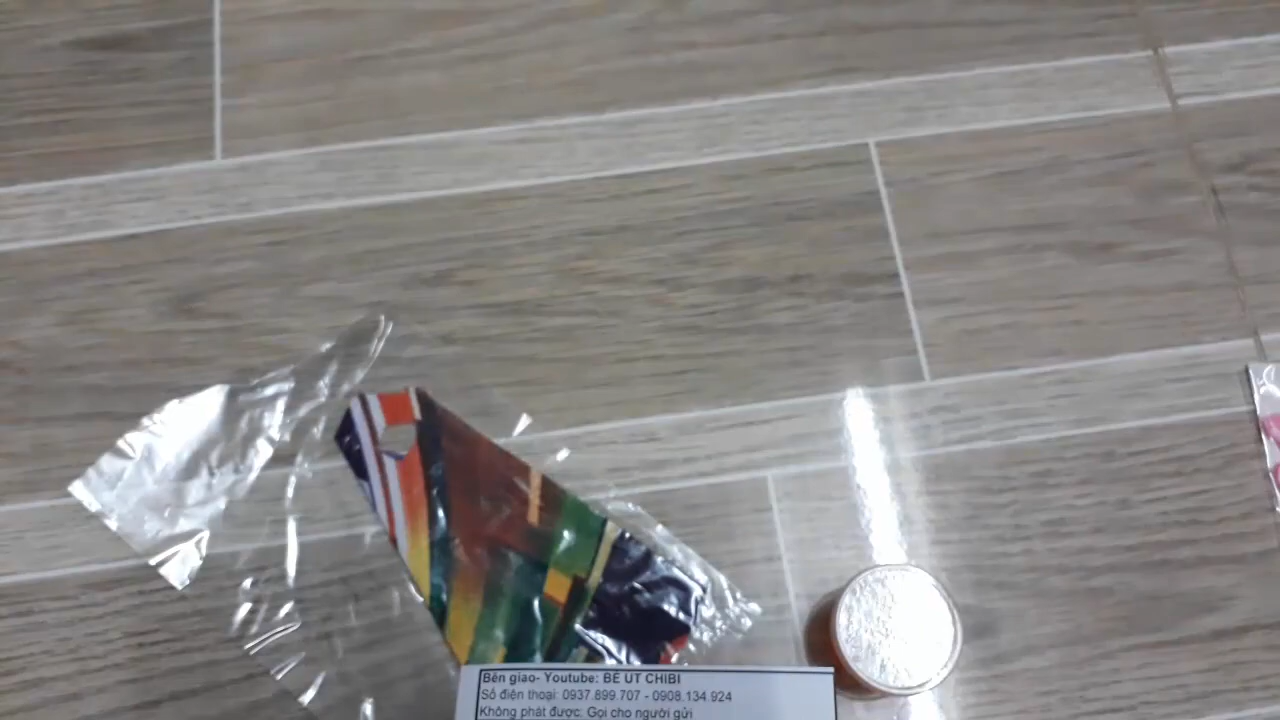 Bên giao- Youtube: BÉ ÚT CHIBI
Số điện thoại: 0937.899.707 - 0908.134.924
Không phát được: Gọi cho người gửi